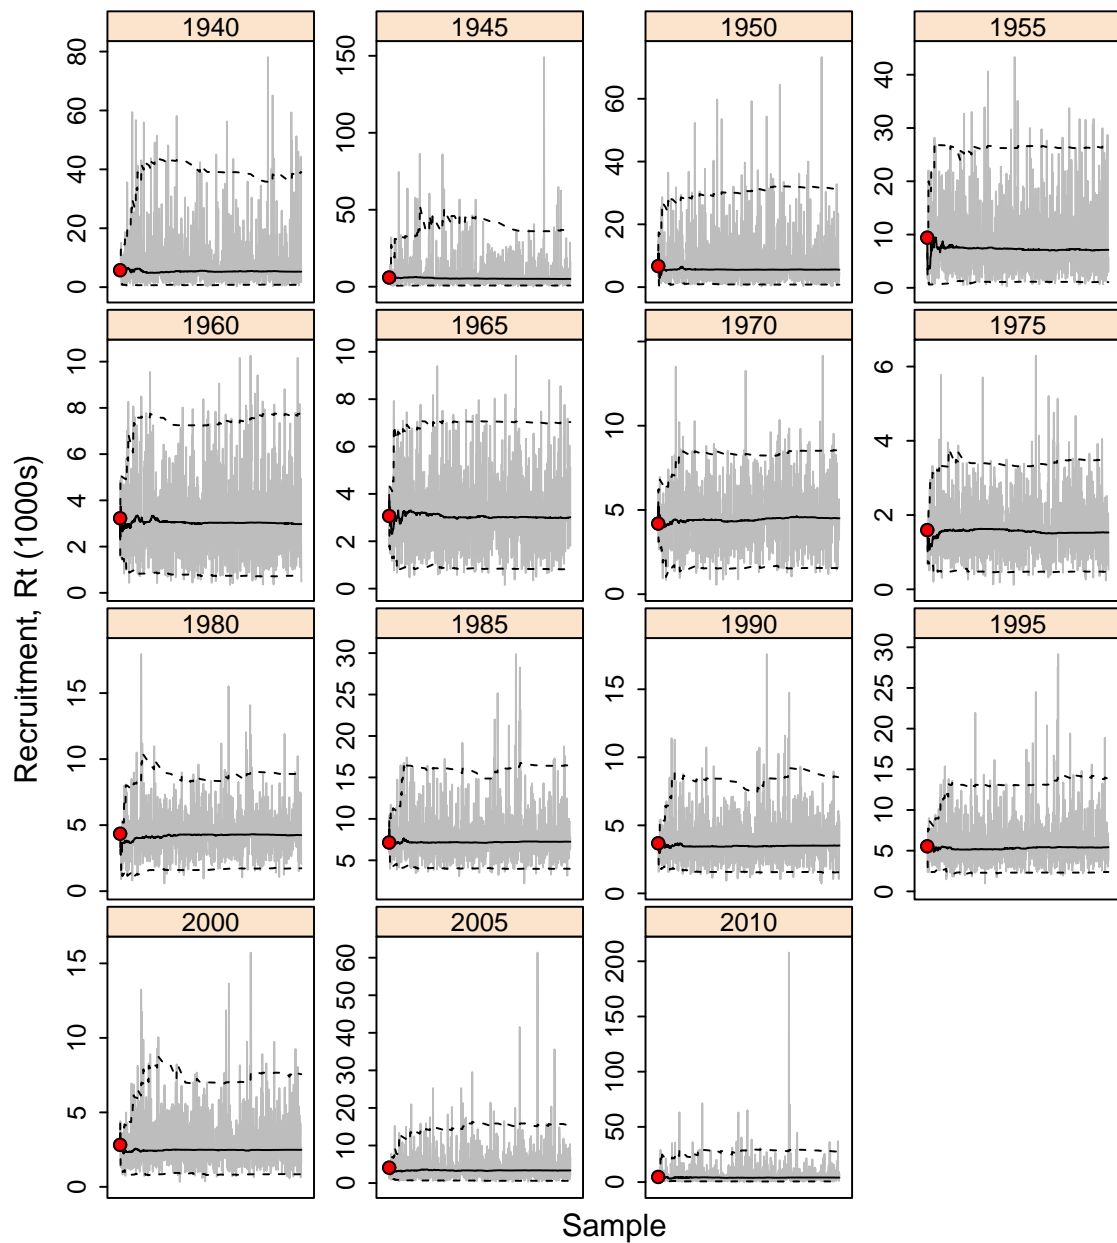 1940 1945 1950 1955
0 20 40 60 80
0 50 100 150
0 20 40 60
0 10 20 30 40
1960 1965 1970 1975
0 2 4 6 8 10
0 2 4 6 8 10
0 5 10 15
0 2 4 6
1980 1985 1990 1995
0 5 10 15
5 10 15 20 25 30
0 5 10 15
0 5 10 15 20 25 30
2000 2005 2010
0 5 10 15
0 10 20 30 40 50 60
0 50 100 150 200
Recruitment, Rt (1000s)
Sample